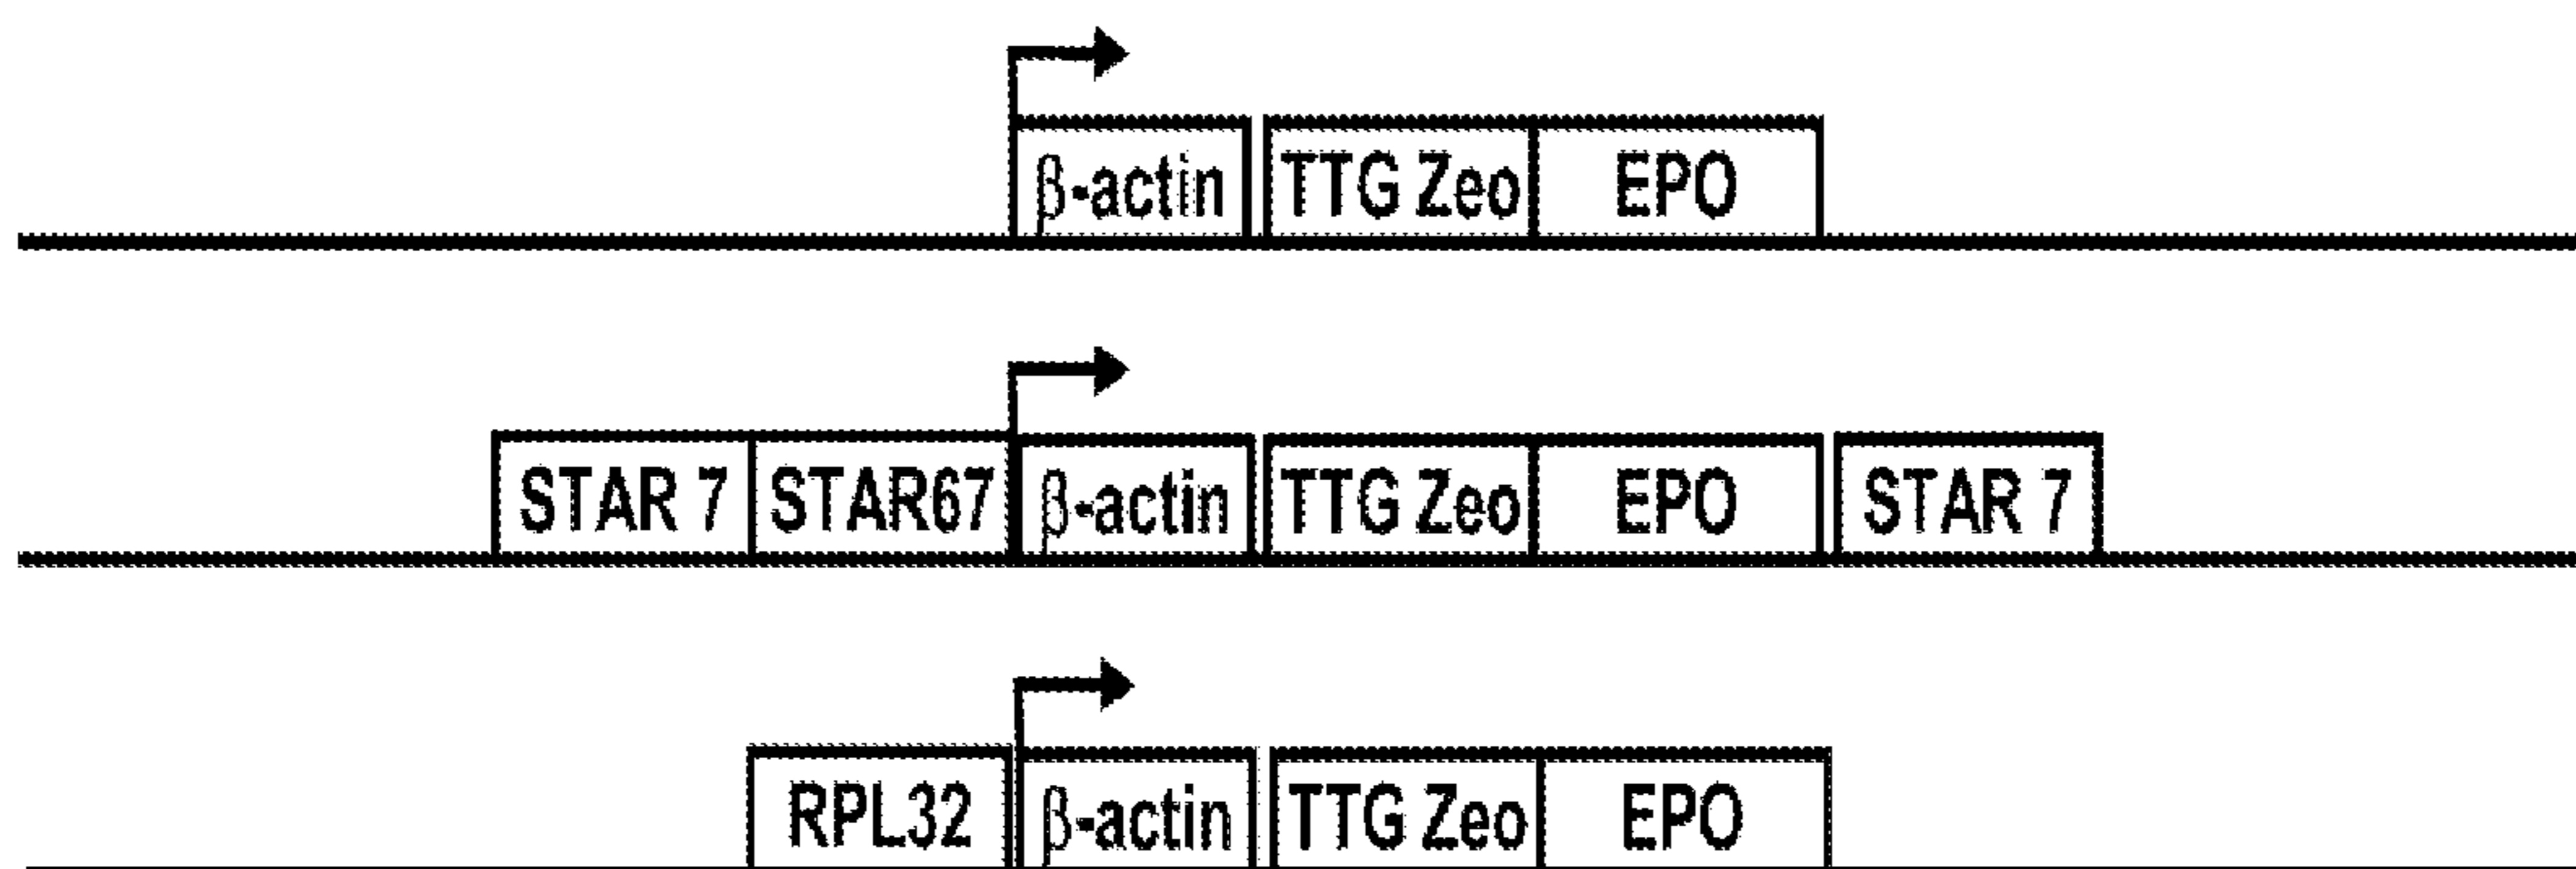 β-actin TTG Zeo EPO
STAR 7 STAR67 β-actin TTG Zeo EPO STAR 7
RPL32 β-actin TTG Zeo EPO